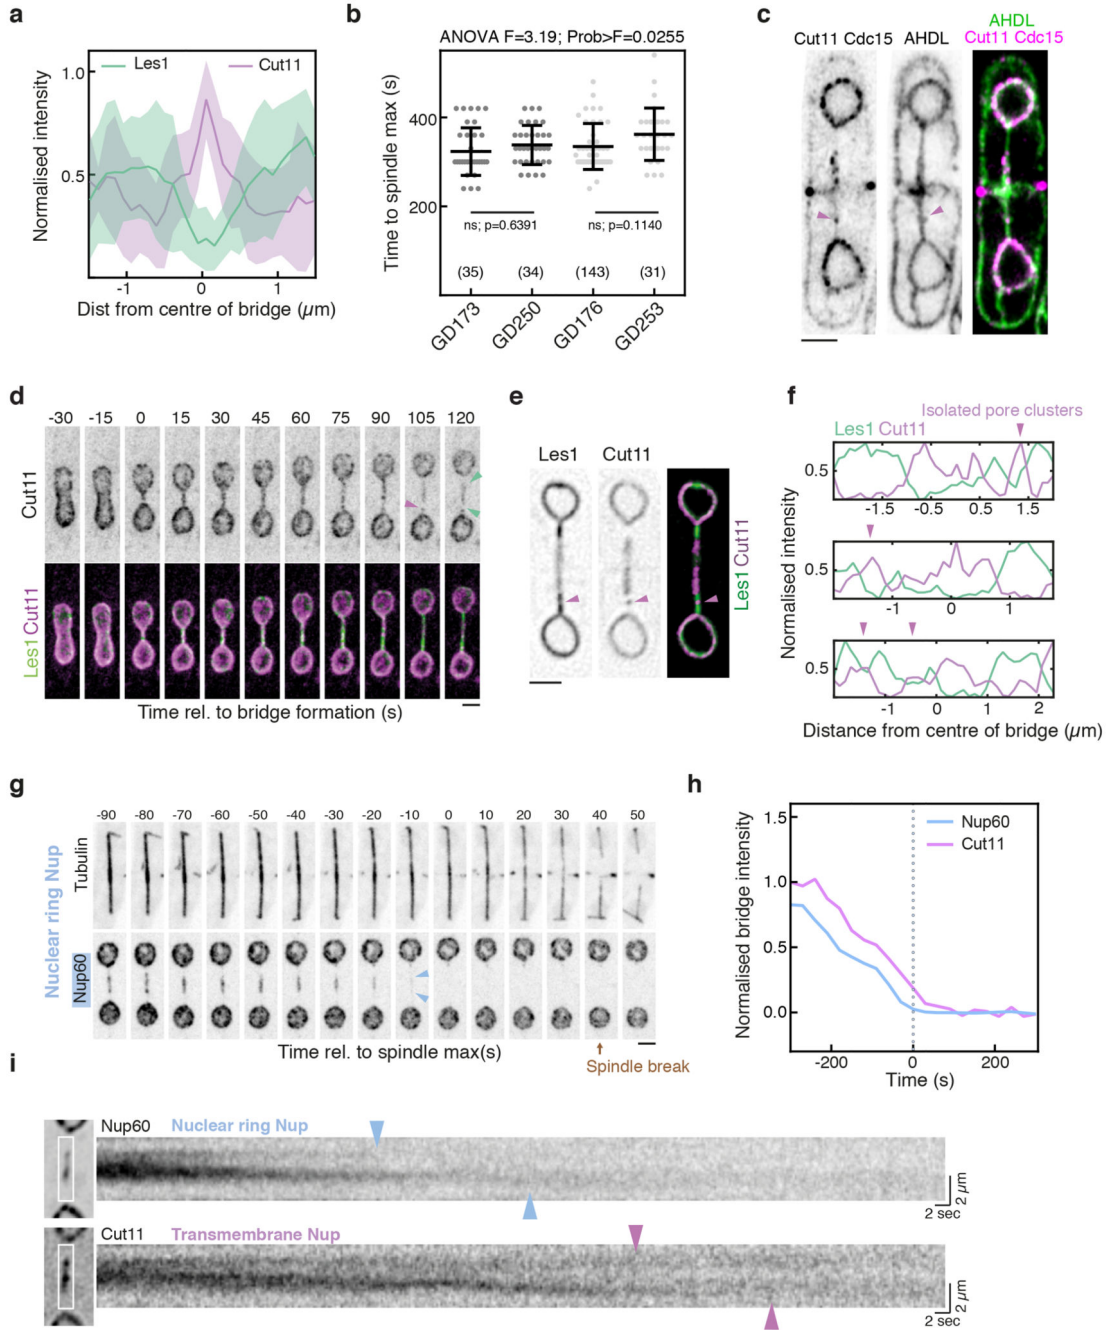 a
Les1
Cut11
1.0
0.5
Normalised intensity
-1
0
1
Dist from centre of bridge (μm)
b
ANOVA F=3.19; Prob>F=0.0255
Time to spindle max (s)
400
200
ns; p=0.6391
ns; p=0.1140
(35)
(34)
(143)
(31)
GD173
GD250
GD176
GD253
c
Cut11 Cdc15
AHDL
AHDL
Cut11 Cdc15
d
-30 -15 0 15 30 45 60 75 90 105 120
Cut11
Les1 Cut11
Time rel. to bridge formation (s)
e
Les1
Cut11
Les1 Cut11
f
Isolated pore clusters
Les1 Cut11
0.5
-1.5 -0.5 0.5 1.5
0.5
-1 0 1
0.5
-1 0 1 2
Normalised intensity
Distance from centre of bridge (μm)
g
Nuclear ring Nup
-90 -80 -70 -60 -50 -40 -30 -20 -10 0 10 20 30 40 50
Tubulin
Nup60
Time rel. to spindle max(s)
Spindle break
h
Normalised bridge intensity
1.5
1.0
0.5
0.0
Nup60
Cut11
-200 0 200
Time (s)
i
Nup60 Nuclear ring Nup
2 μm
2 sec
Cut11 Transmembrane Nup
2 μm
2 sec